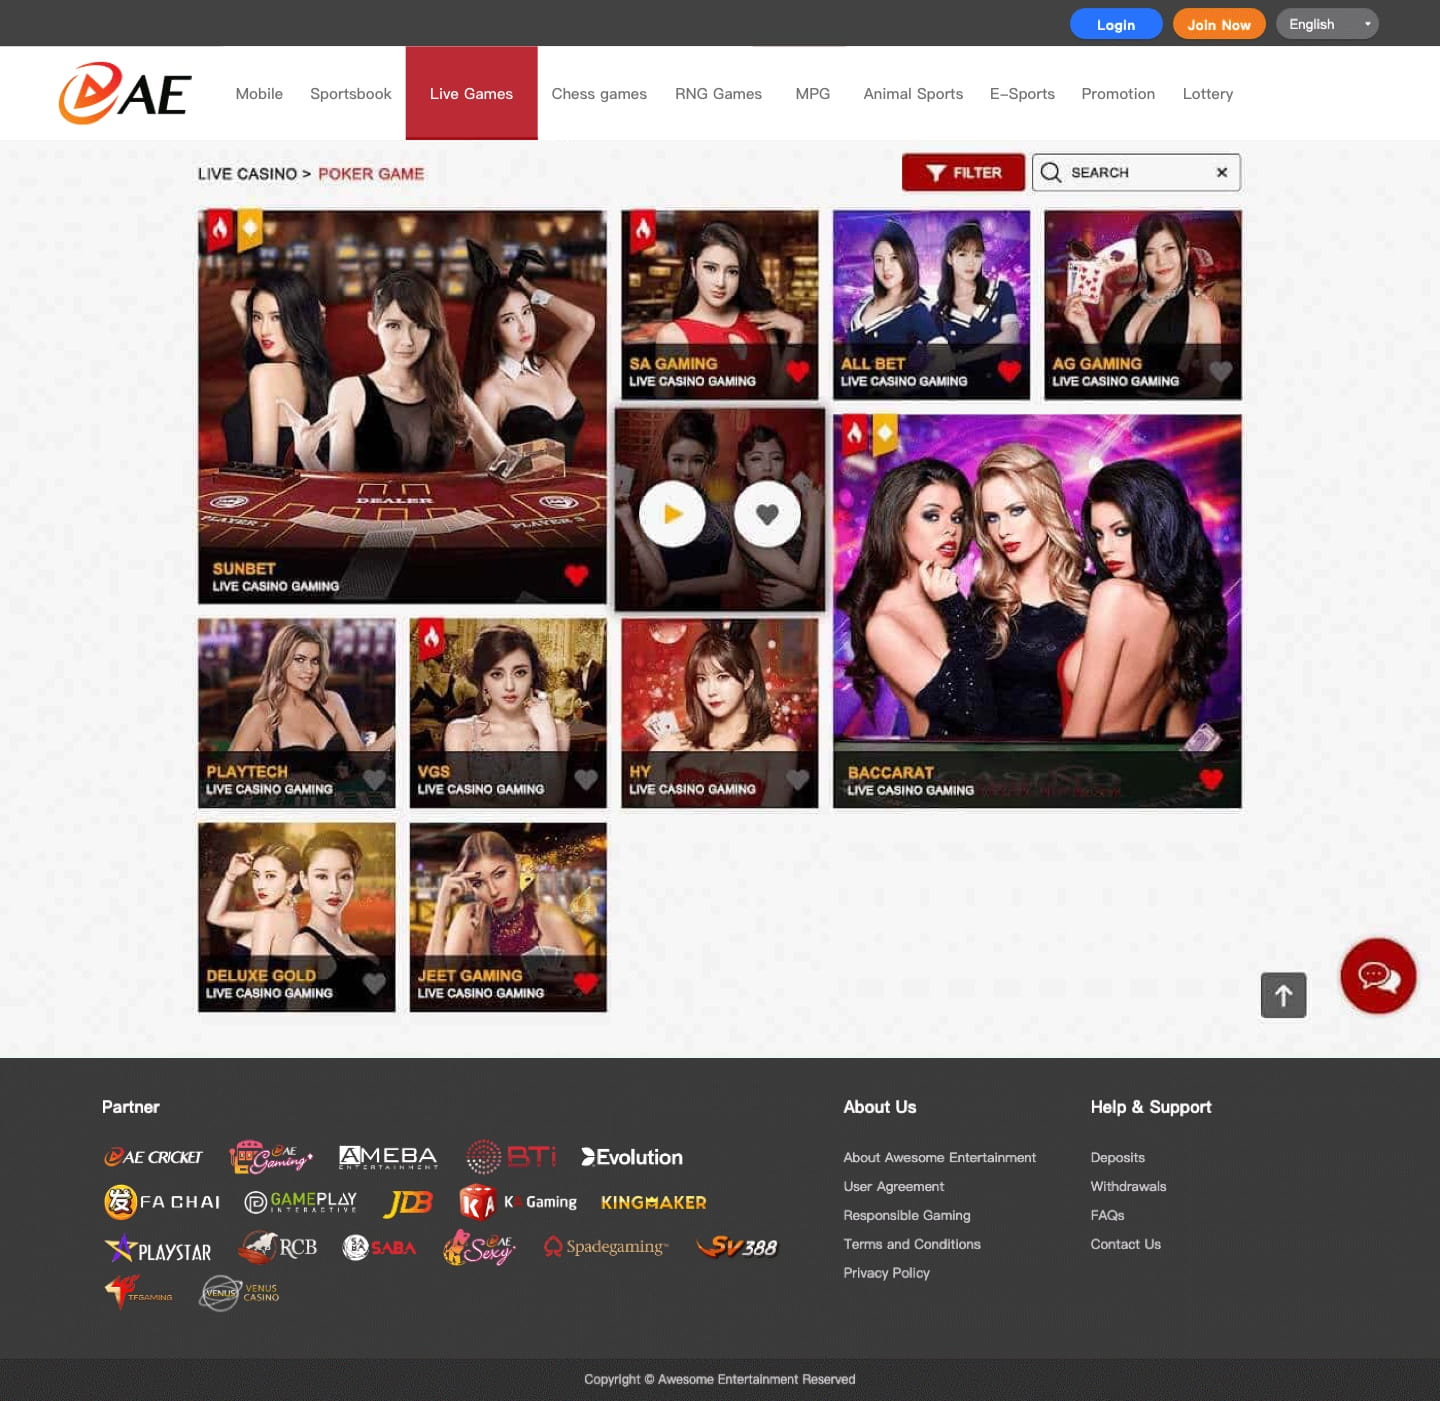 Login
Join Now
English
AE
Mobile
Sportsbook
Live Games
Chess games
RNG Games
MPG
Animal Sports
E-Sports
Promotion
Lottery
LIVE CASINO > POKER GAME
FILTER
SEARCH
SA GAMING
LIVE CASINO GAMING
ALL BET
LIVE CASINO GAMING
AG GAMING
LIVE CASINO GAMING
DEALER
PLAYER 3
SUNBET
LIVE CASINO GAMING
PLAYTECH
LIVE CASINO GAMING
VGS
LIVE CASINO GAMING
HY
LIVE CASINO GAMING
BACCARAT
LIVE CASINO GAMING
DELUXE GOLD
LIVE CASINO GAMING
JEET GAMING
LIVE CASINO GAMING
Partner
AE CRICKET
AE Gaming
AMEBA
ENTERTAINMENT
BTi
Evolution
发 FA CHAI
GAMEPLAY
INTERACTIVE
JDB
KA KA Gaming
KINGMAKER
PLAYSTAR
RCB
SABA SABA
AE Sexy
Spadegaming
SV388
TFGAMING
VENUS
VENUS
CASINO
About Us
About Awesome Entertainment
User Agreement
Responsible Gaming
Terms and Conditions
Privacy Policy
Help & Support
Deposits
Withdrawals
FAQs
Contact Us
Copyright © Awesome Entertainment Reserved